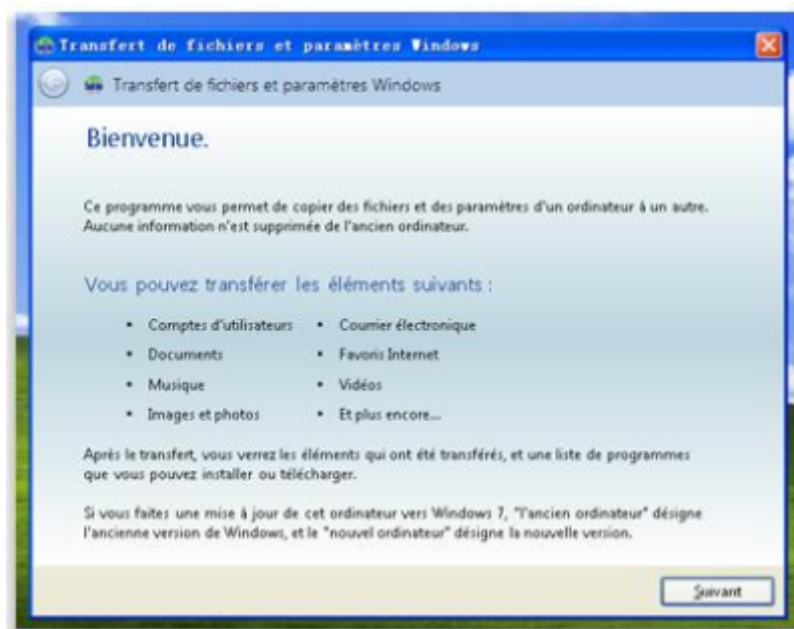 Transfert de fichiers et paramètres Windows
Transfert de fichiers et paramètres Windows
Bienvenue.
Ce programme vous permet de copier des fichiers et des paramètres d'un ordinateur à un autre.
Aucune information n'est supprimée de l'ancien ordinateur.
Vous pouvez transférer les éléments suivants :
• Comptes d'utilisateurs • Courrier électronique
• Documents • Favoris Internet
• Musique • Vidéos
• Images et photos • Et plus encore...
Après le transfert, vous verrez les éléments qui ont été transférés, et une liste de programmes
que vous pouvez installer ou télécharger.
Si vous faites une mise à jour de cet ordinateur vers Windows 7, "l'ancien ordinateur" désigne
l'ancienne version de Windows, et le "nouvel ordinateur" désigne la nouvelle version.
Suivant